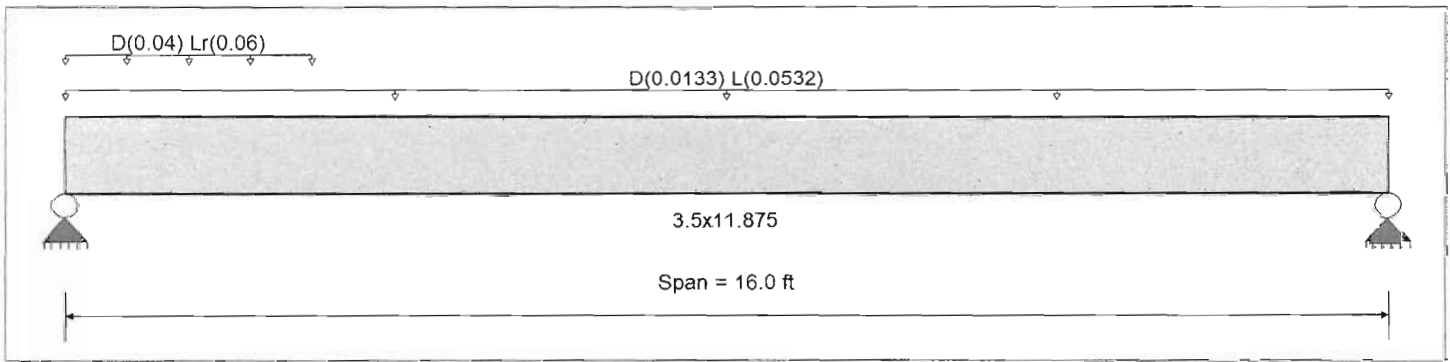 D(0.04) Lr(0.06)
D(0.0133) L(0.0532)
3.5x11.875
Span = 16.0 ft